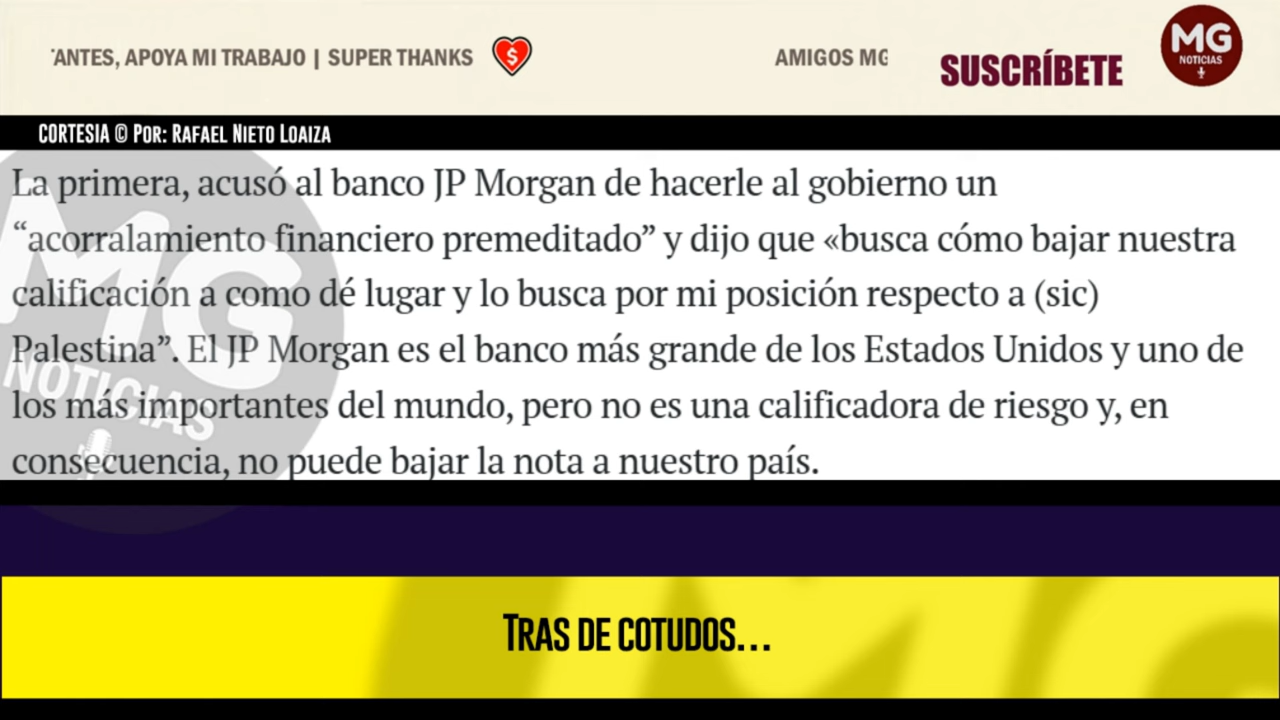 'ANTES, APOYA MI TRABAJO | SUPER THANKS
$
AMIGOS MG
SUSCRÍBETE
MG
NOTICIAS
CORTESIA © POR: RAFAEL NIETO LOAIZA
La primera, acusó al banco JP Morgan de hacerle al gobierno un
“acorralamiento financiero premeditado” y dijo que «busca cómo bajar nuestra
calificación a como dé lugar y lo busca por mi posición respecto a (sic)
Palestina”. El JP Morgan es el banco más grande de los Estados Unidos y uno de
los más importantes del mundo, pero no es una calificadora de riesgo y, en
consecuencia, no puede bajar la nota a nuestro país.
MG
NOTICIAS
TRAS DE COTUDOS...